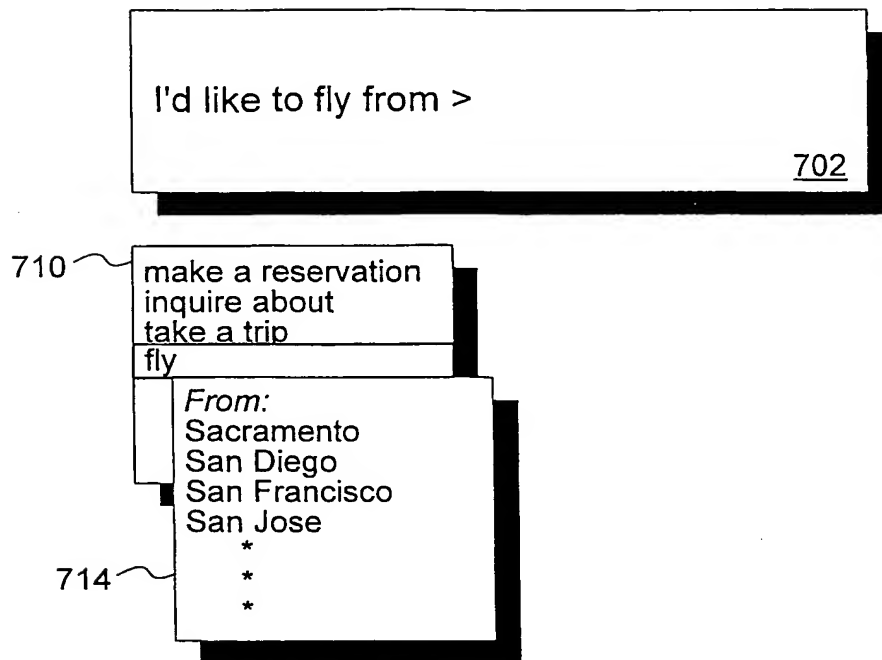 I'd like to fly from >
702
710
make a reservation
inquire about
take a trip
fly
From:
Sacramento
San Diego
San Francisco
San Jose
*
714
*
*